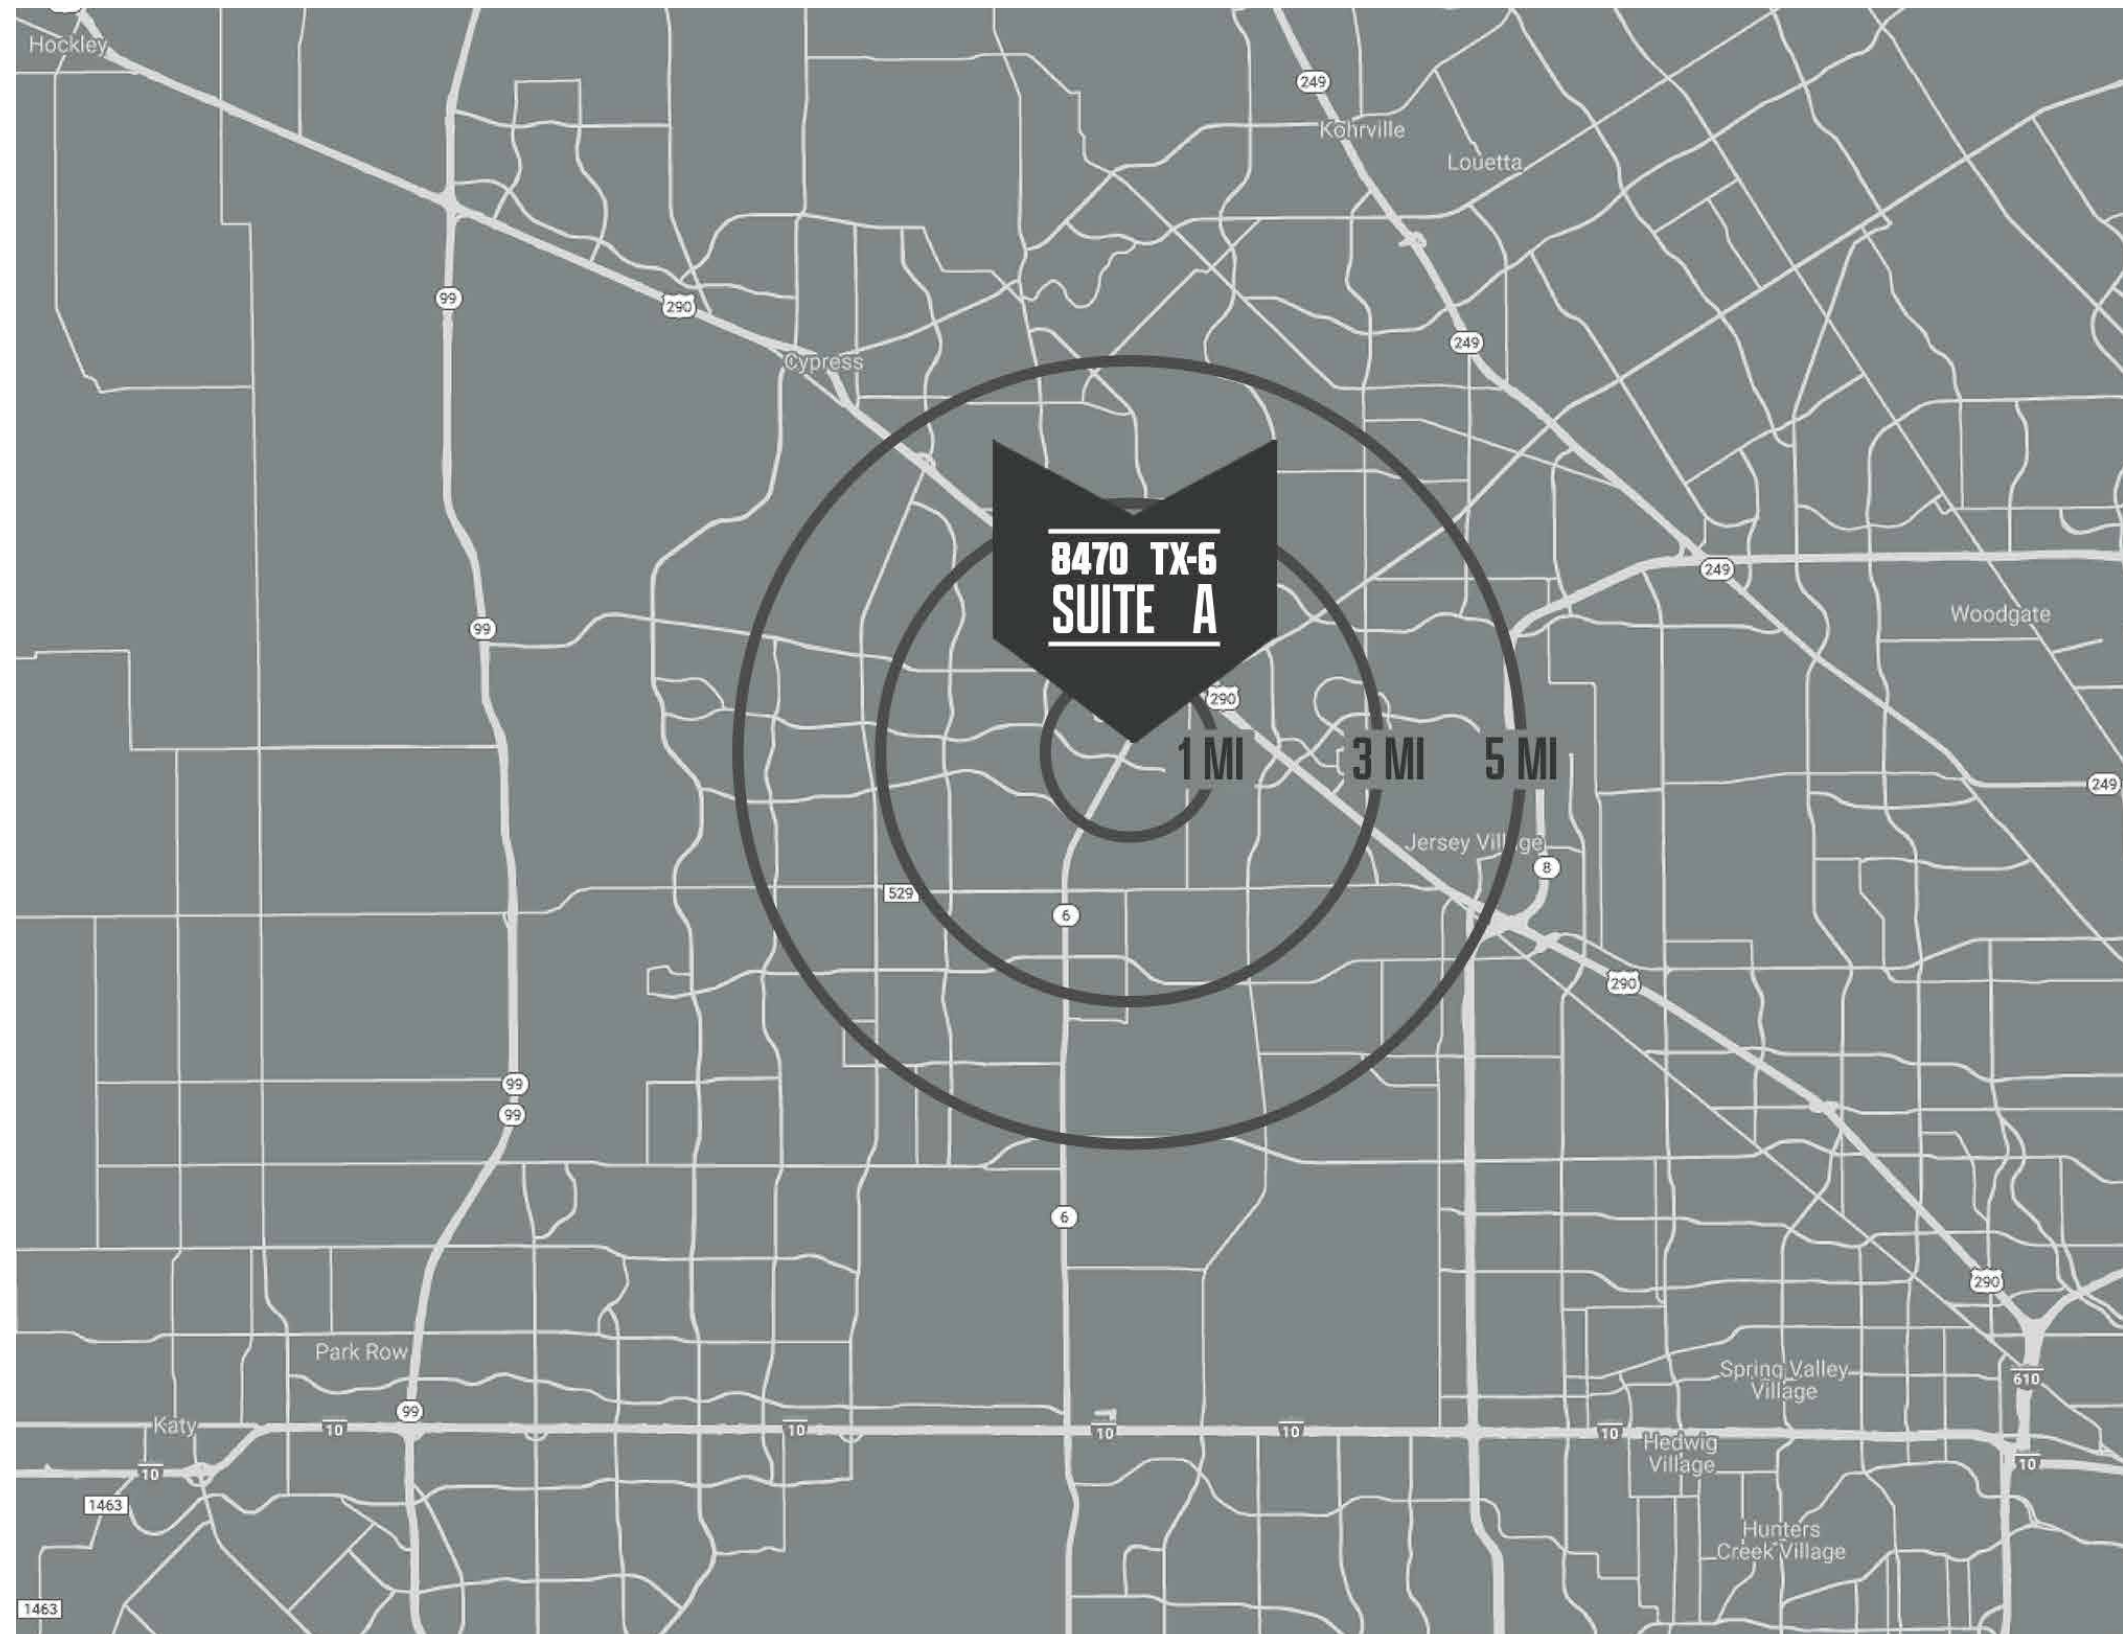 Hockley
249
Kohrville
Louetta
99
290
249
Cypress
8470 TX-6
SUITE A
249
Woodgate
99
290
1 MI
3 MI
5 MI
249
Jersey Village
8
529
6
290
99
99
6
290
Park Row
Spring Valley
Village
610
99
Katy
10
10
10
10
10
Hedwig
Village
10
10
1463
Hunters
Creek Village
1463